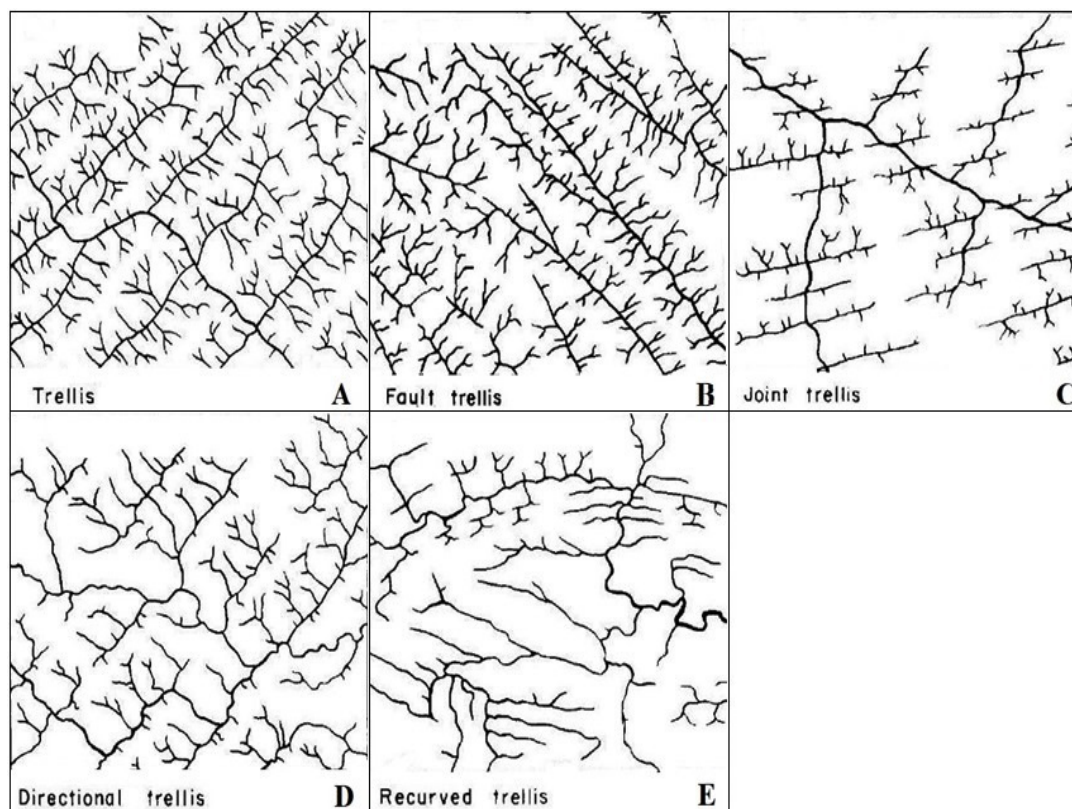 Trellis A
Fault trellis B
Joint trellis C
Directional trellis D
Recurved trellis E